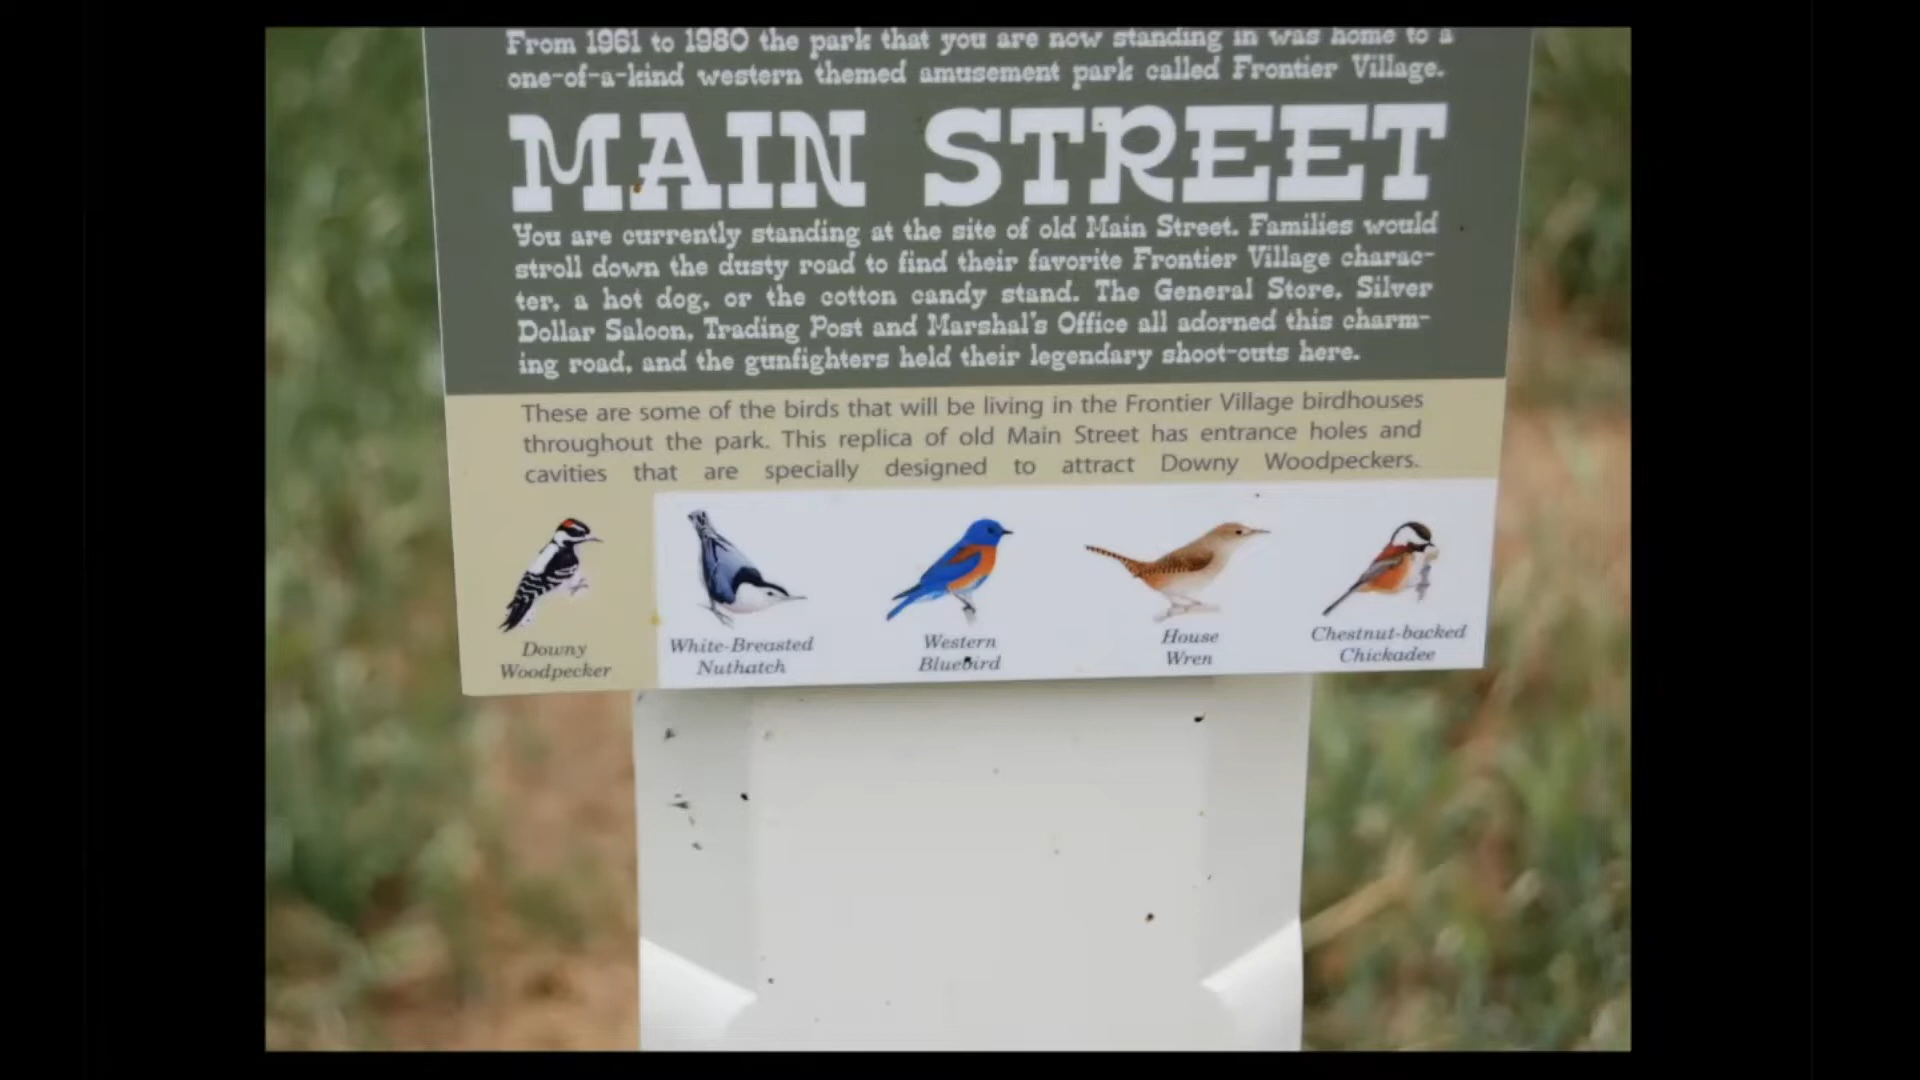 From 1961 to 1980 the park that you are now standing in was home to a
one-of-a-kind western themed amusement park called Frontier Village.
MAIN STREET
You are currently standing at the site of old Main Street. Families would
stroll down the dusty road to find their favorite Frontier Village charac-
ter, a hot dog, or the cotton candy stand. The General Store, Silver
Dollar Saloon, Trading Post and Marshal's Office all adorned this charm-
ing road, and the gunfighters held their legendary shoot-outs here.
These are some of the birds that will be living in the Frontier Village birdhouses
throughout the park. This replica of old Main Street has entrance holes and
cavities that are specially designed to attract Downy Woodpeckers.
Downy
Woodpecker
White-Breasted
Nuthatch
Western
Bluebird
House
Wren
Chestnut-backed
Chickadee